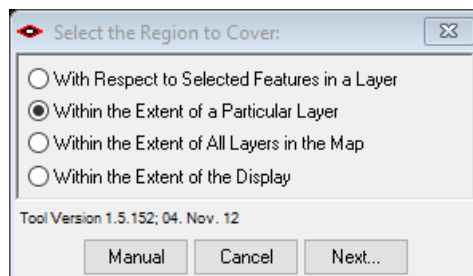 Select the Region to Cover:
With Respect to Selected Features in a Layer
Within the Extent of a Particular Layer
Within the Extent of All Layers in the Map
Within the Extent of the Display
Tool Version 1.5.152; 04. Nov. 12
Manual Cancel Next...